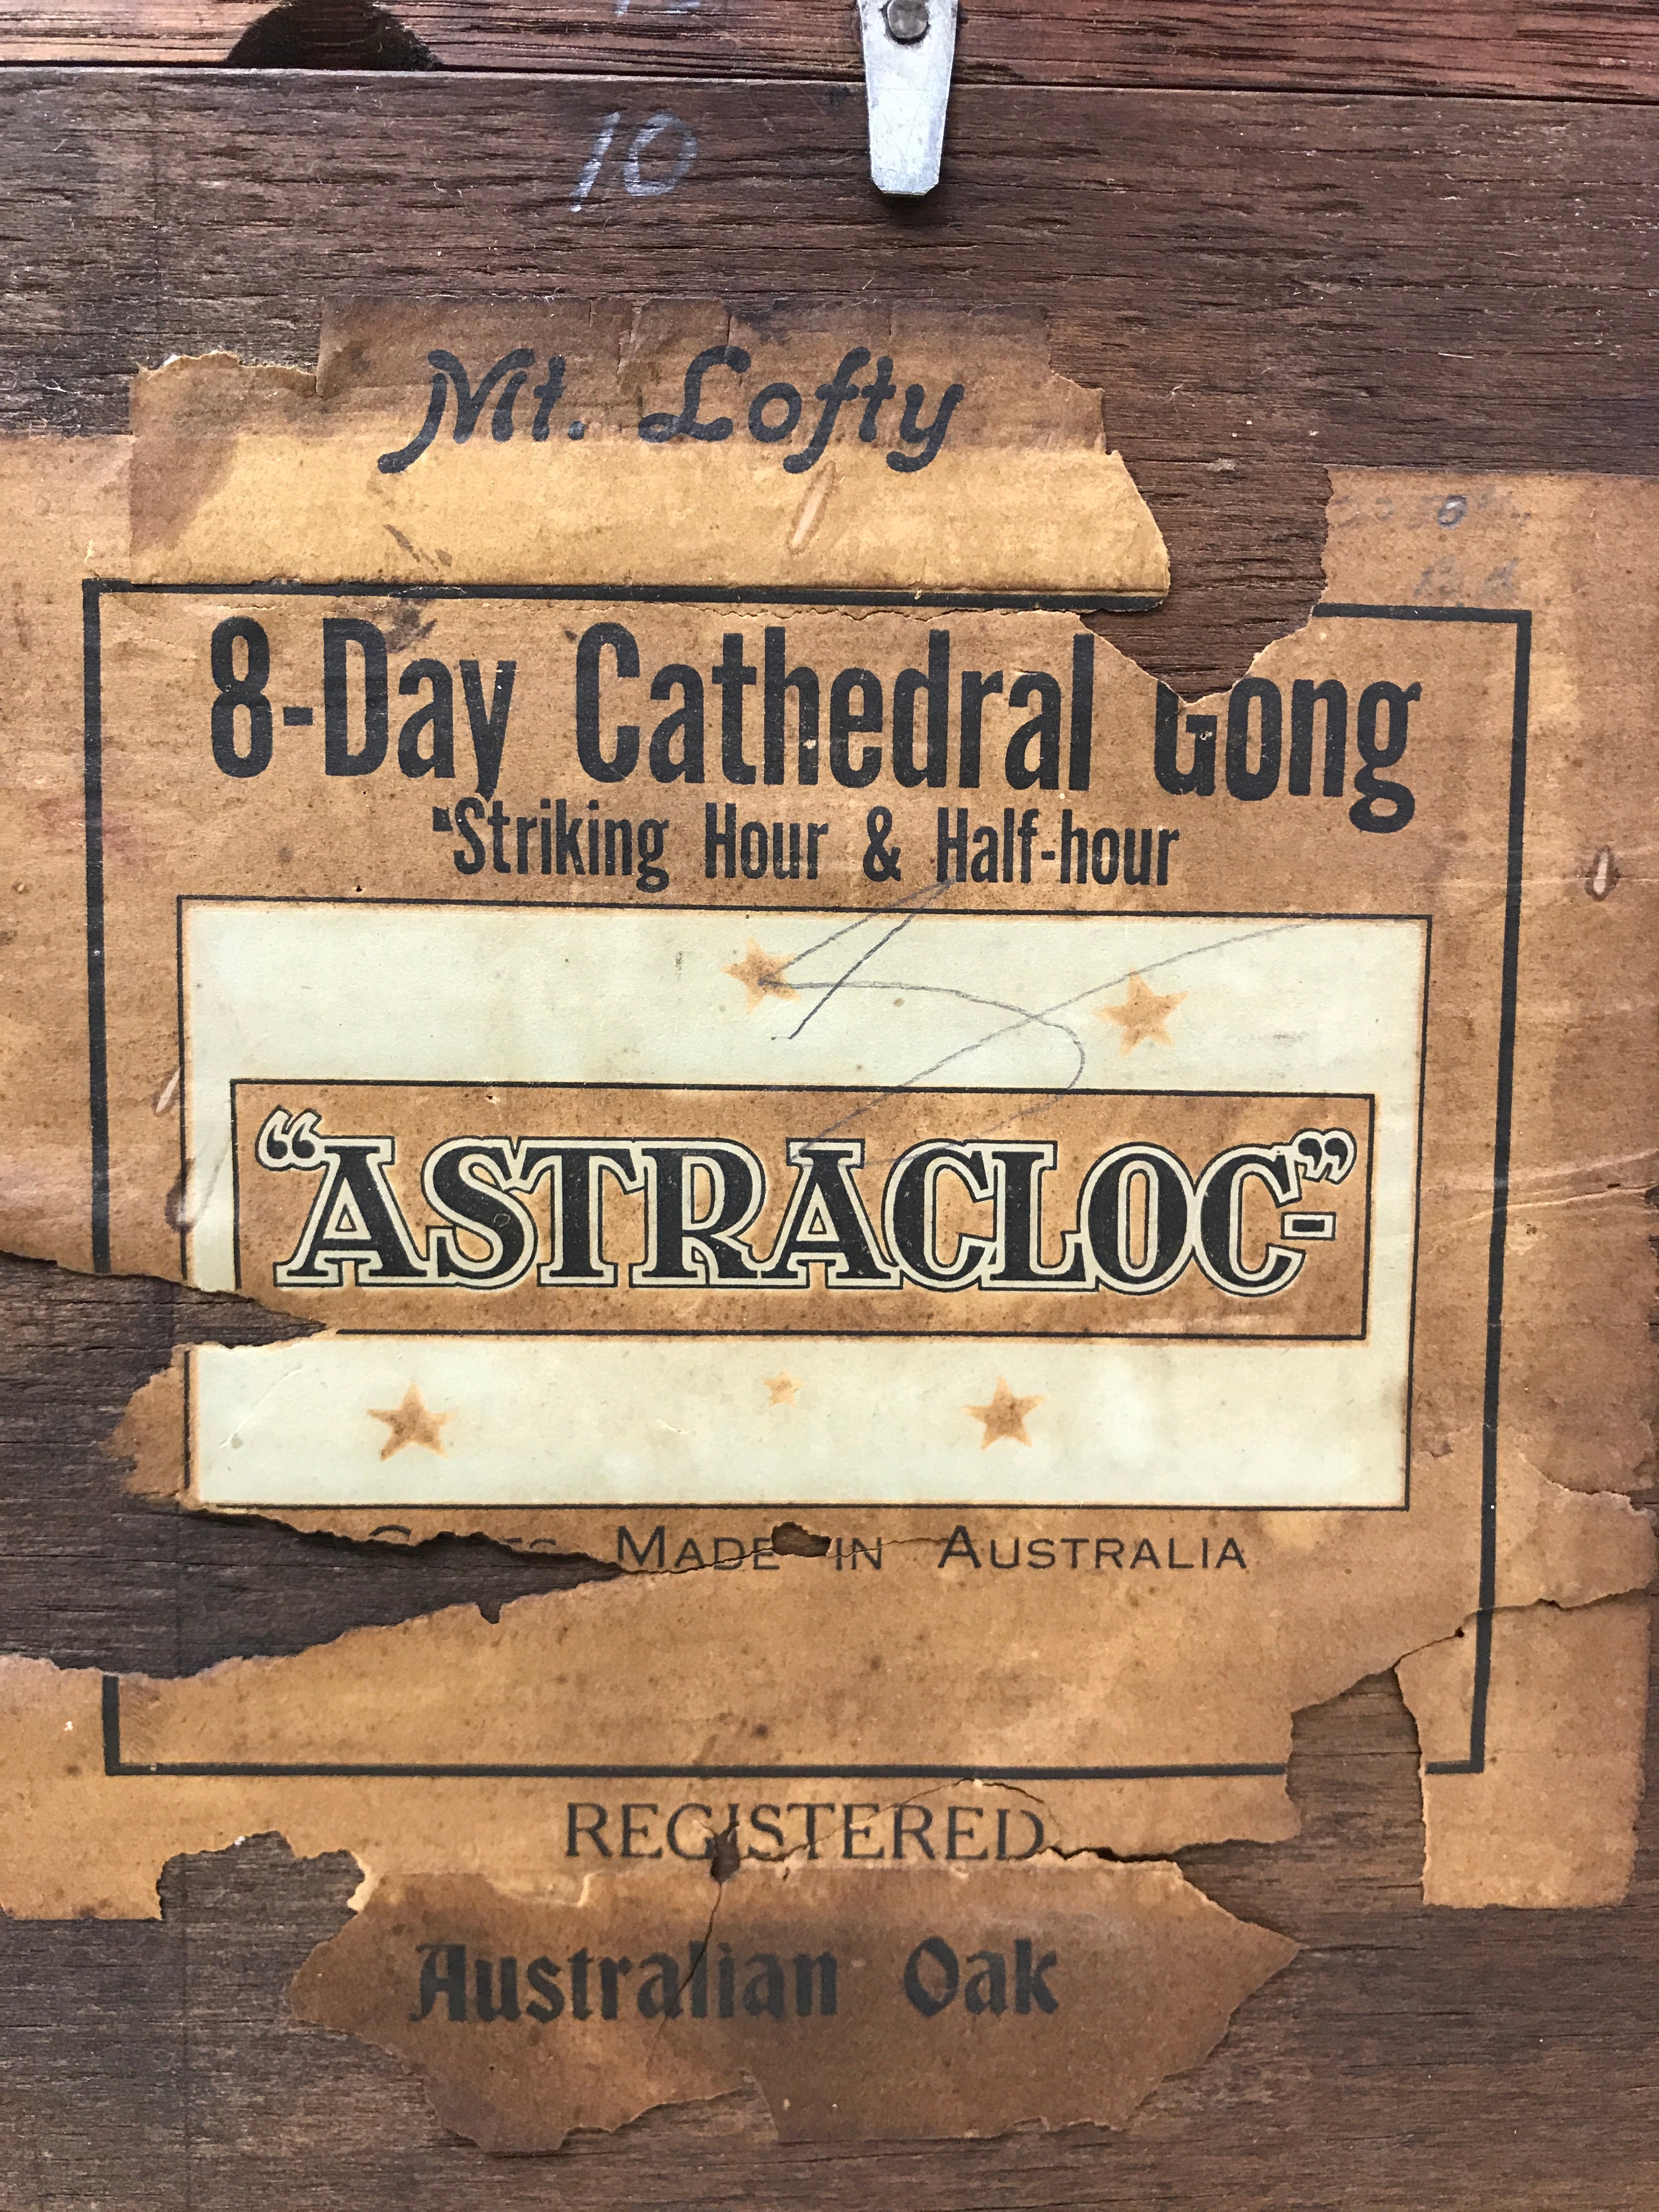 10
Mt. Lofty
8-Day Cathedral Gong
Striking Hour & Half-hour
"ASTRACLOC-"
MADE IN AUSTRALIA
REGISTERED
Australian Oak